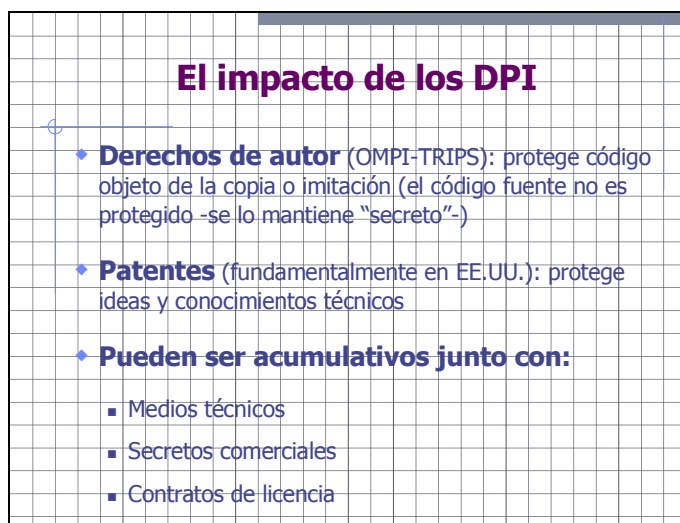 El impacto de los DPI
Derechos de autor (OMPI-TRIPS): protege código
objeto de la copia o imitación (el código fuente no es
protegido -se lo mantiene “secreto”-)
Patentes (fundamentalmente en EE.UU.): protege
ideas y conocimientos técnicos
Pueden ser acumulativos junto con:
Medios técnicos
Secretos comerciales
Contratos de licencia